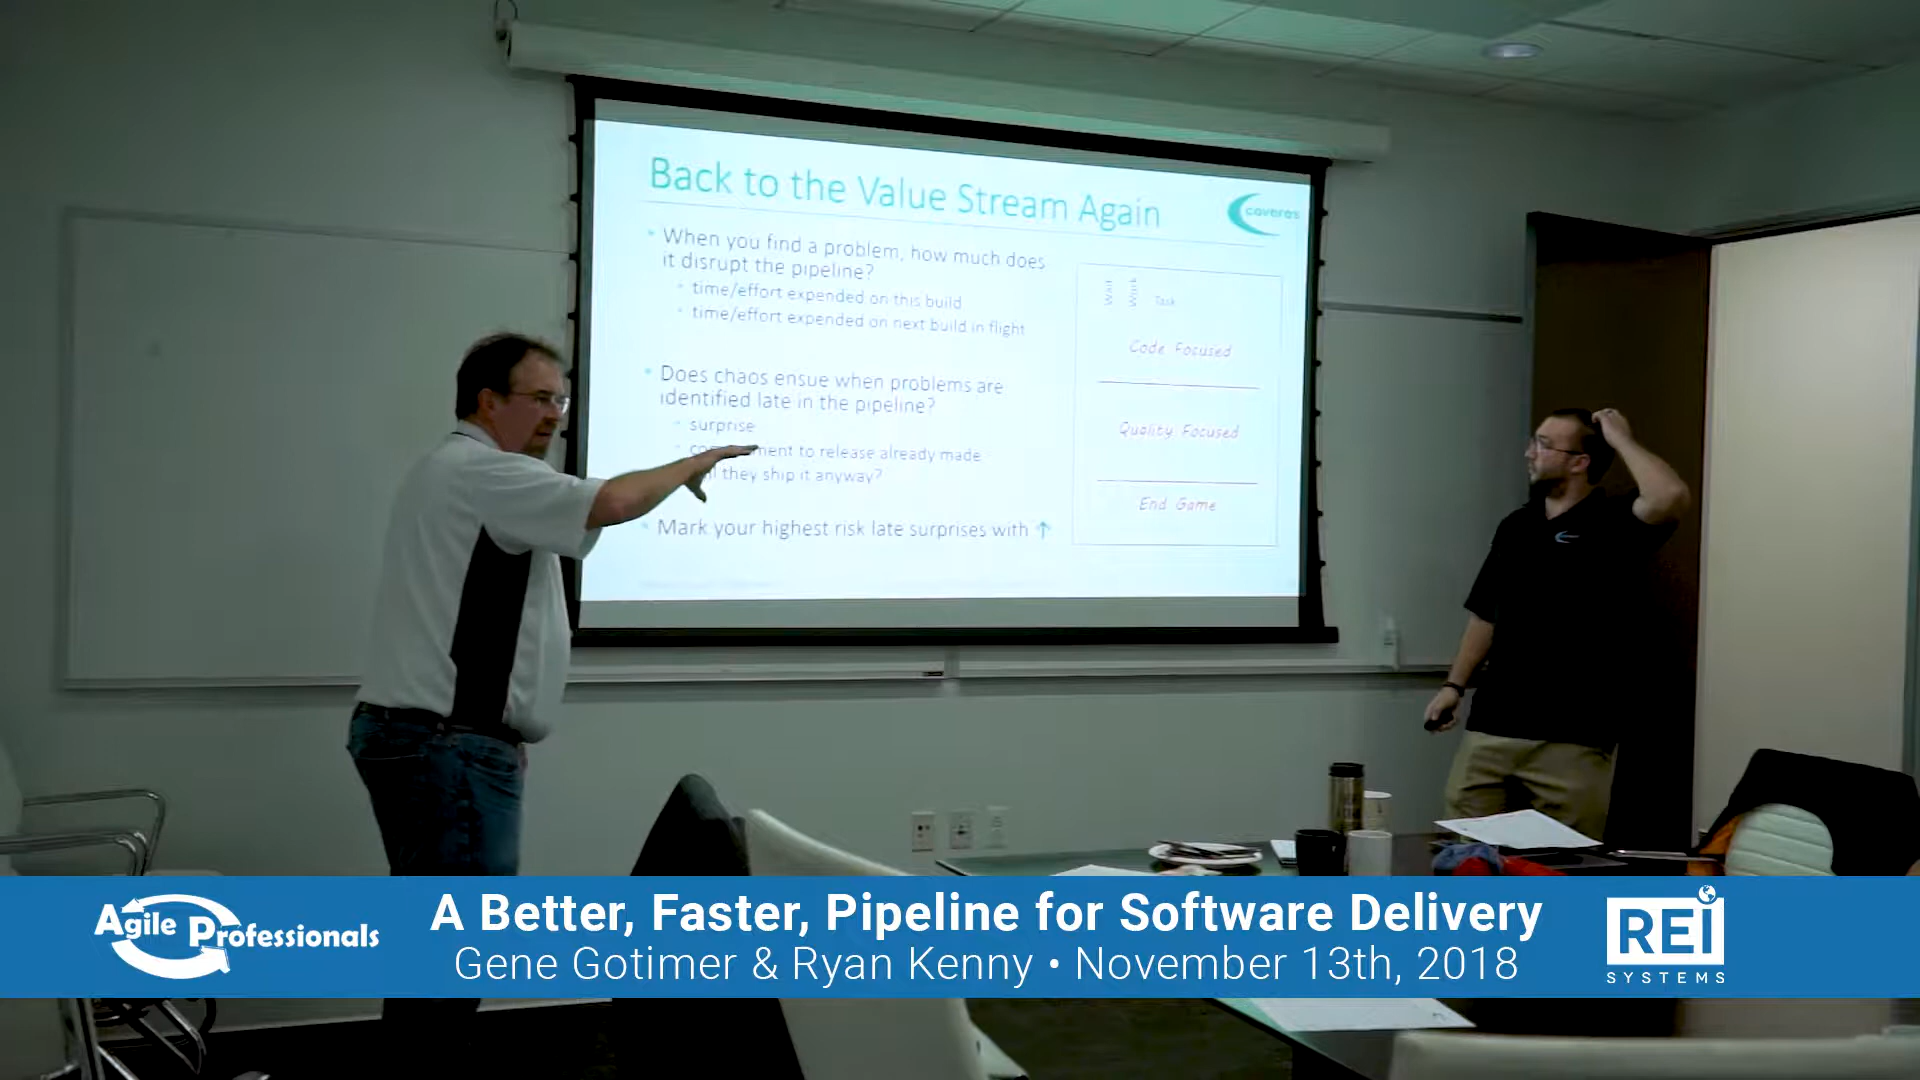 Back to the Value Stream Again
coveros
• When you find a problem, how much does
it disrupt the pipeline?
• time/effort expended on this build
• time/effort expended on next build in flight
• Does chaos ensue when problems are
identified late in the pipeline?
• surprise
to release already made
they ship it anyway?
• Mark your highest risk late surprises with ↑
Wait
Work
Task
Code Focused
Quality Focused
End Game
Agile Professionals
A Better, Faster, Pipeline for Software Delivery
Gene Gotimer & Ryan Kenny • November 13th, 2018
REI
SYSTEMS